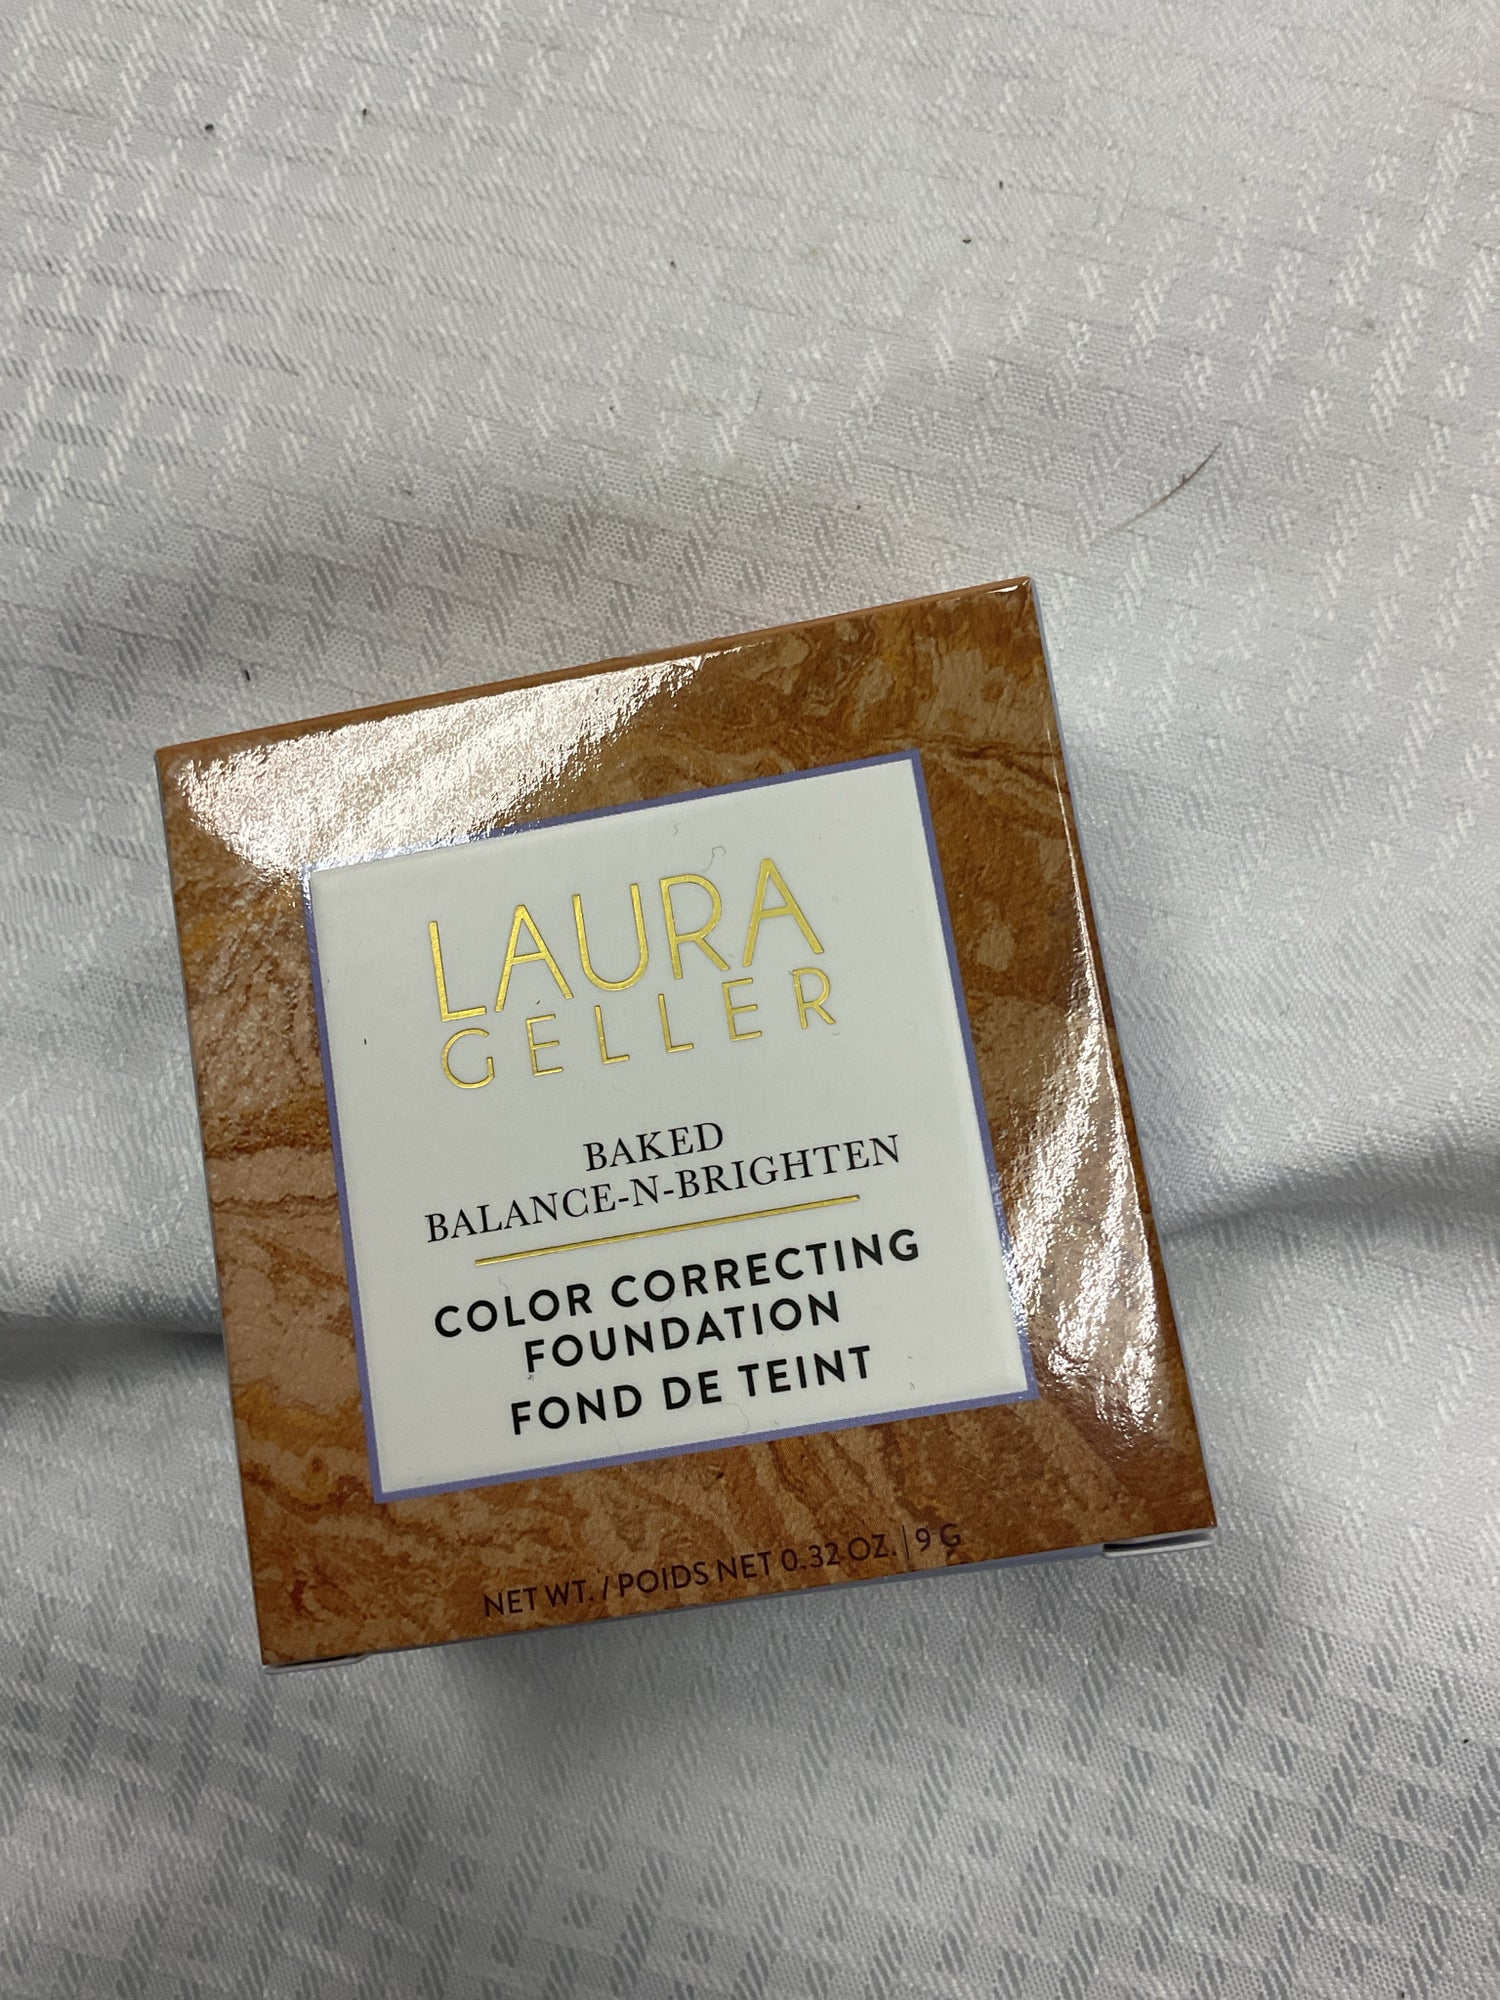 LAURA
GELLER
BAKED
BALANCE-N-BRIGHTEN
COLOR CORRECTING
FOUNDATION
FOND DE TEINT
NET WT. / POIDS NET 0.32 OZ. | 9 G